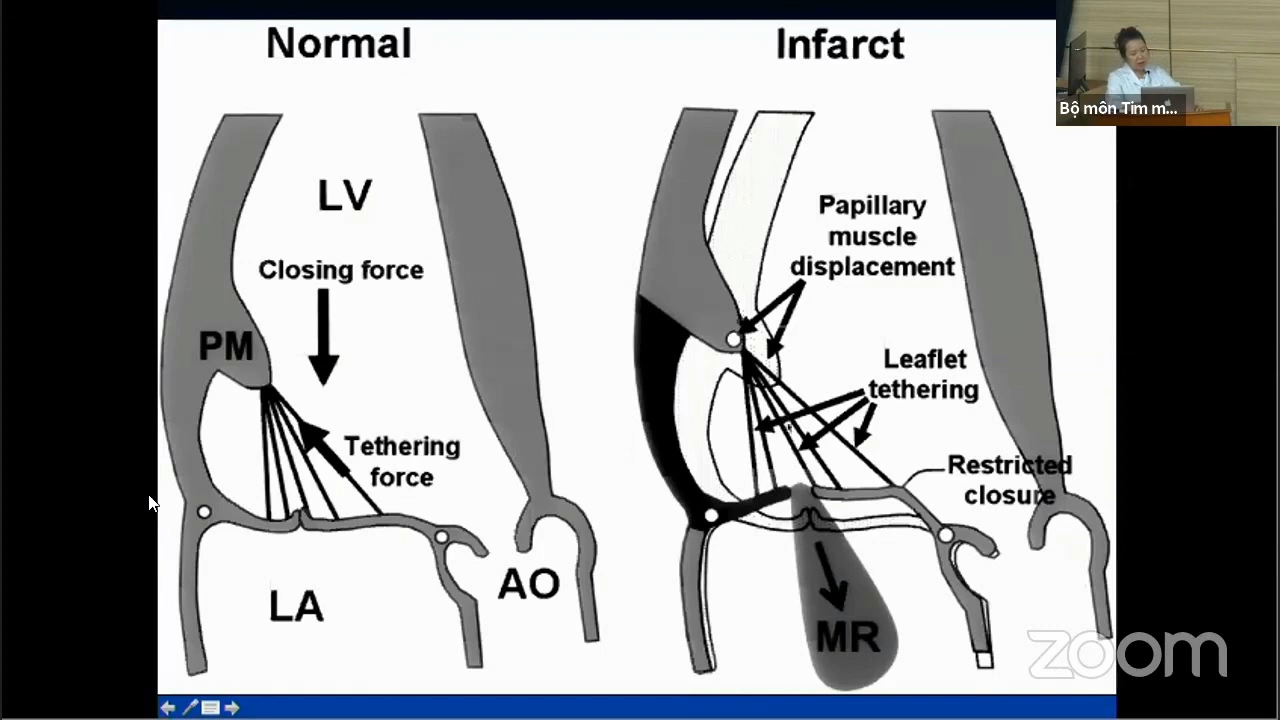 Normal
LV
Closing force
PM
Tethering
force
LA
AO
Infarct
Papillary
muscle
displacement
Leaflet
tethering
Restricted
closure
MR
Bộ môn Tim m...
zoom